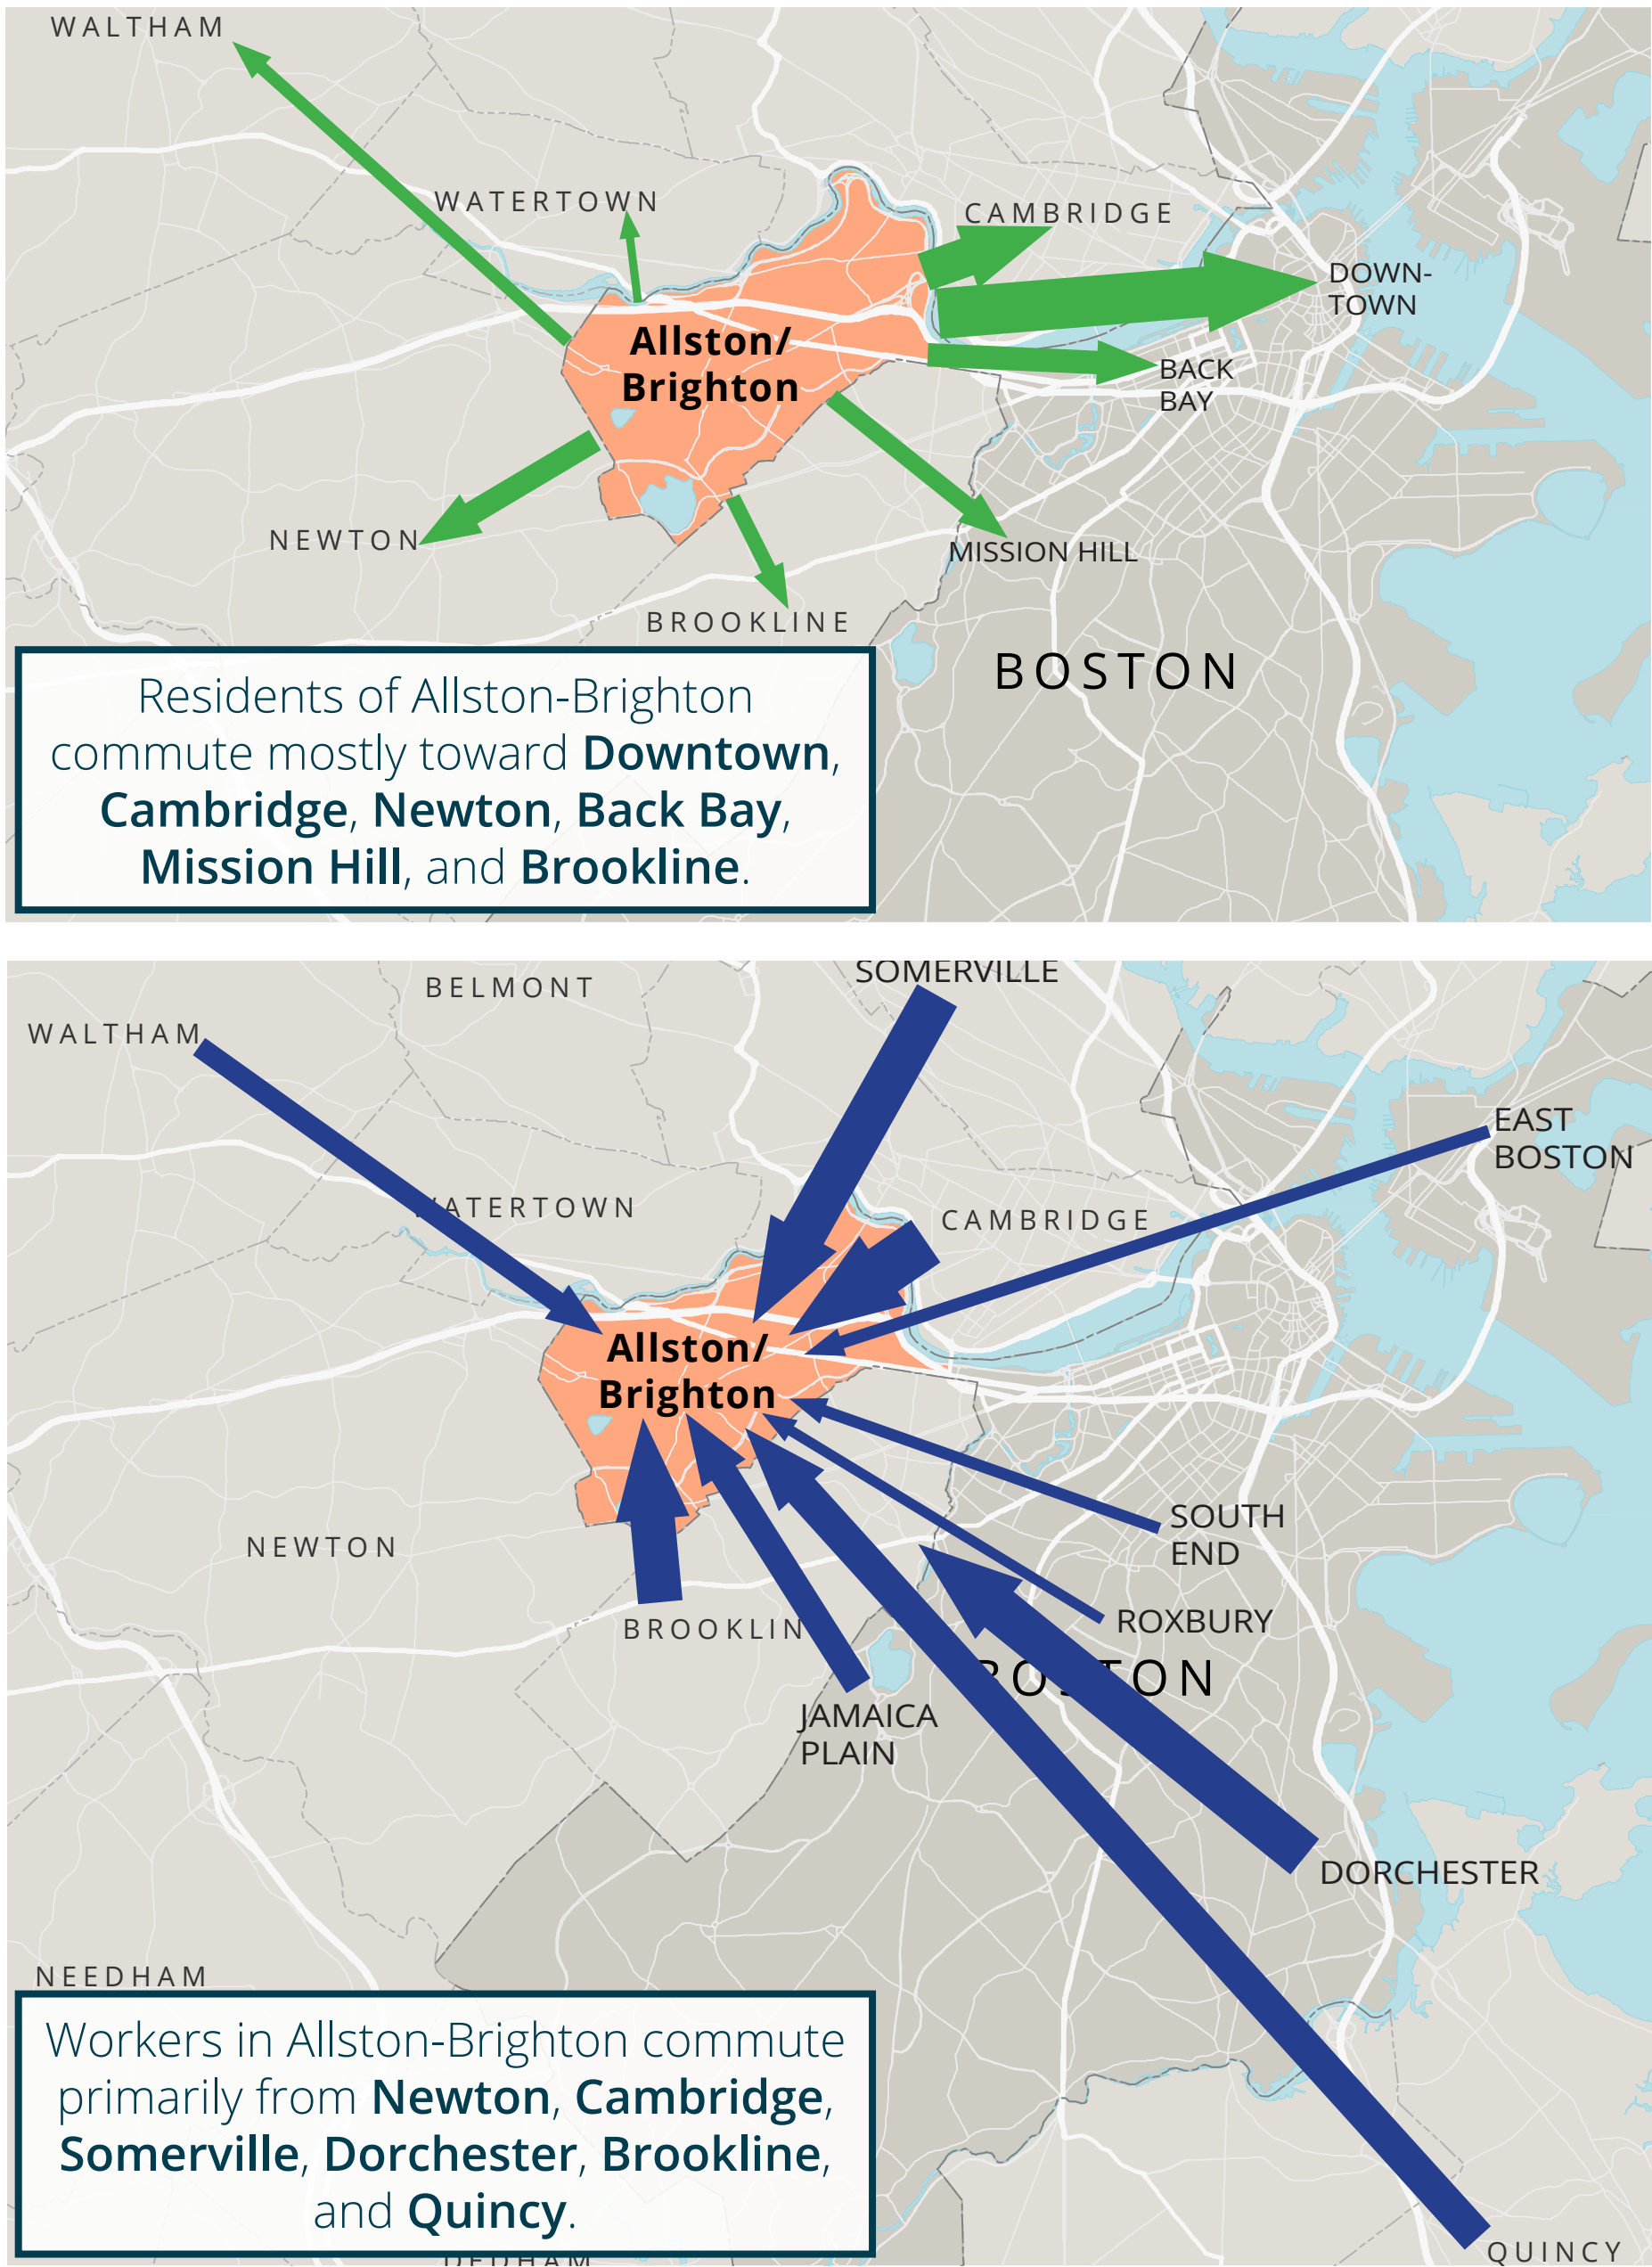 WALTHAM
WATERTOWN
CAMBRIDGE
DOWN-
TOWN
Allston/
Brighton
BACK
BAY
NEWTON
MISSION HILL
BROOKLINE
BOSTON
Residents of Allston-Brighton
commute mostly toward Downtown,
Cambridge, Newton, Back Bay,
Mission Hill, and Brookline.
SOMERVILLE
BELMONT
WALTHAM
EAST
BOSTON
WATERTOWN
CAMBRIDGE
Allston/
Brighton
SOUTH
END
NEWTON
ROXBURY
BROOKLIN
BOSTON
JAMAICA
PLAIN
DORCHESTER
NEEDHAM
Workers in Allston-Brighton commute
primarily from Newton, Cambridge,
Somerville, Dorchester, Brookline,
and Quincy.
QUINCY
DEDHAM